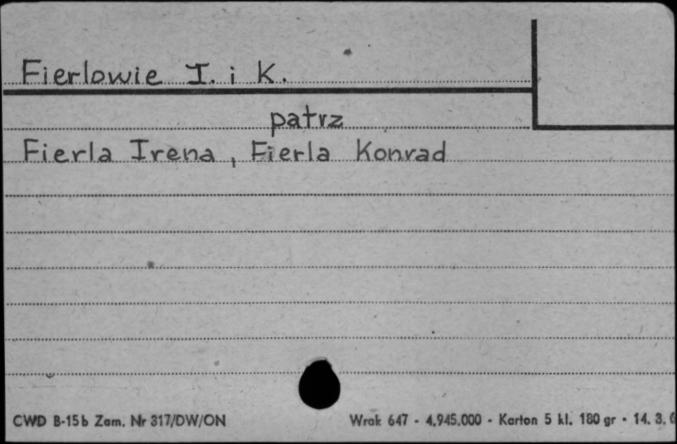 Fierlowie I. i K.
patrz
Fierla Irena, Fierla Konrad
CWD B-15b Zam. Nr 317/DW/ON
Wrak 647 - 4.945.000 - Karton 5 kl. 180 gr - 14. 3.